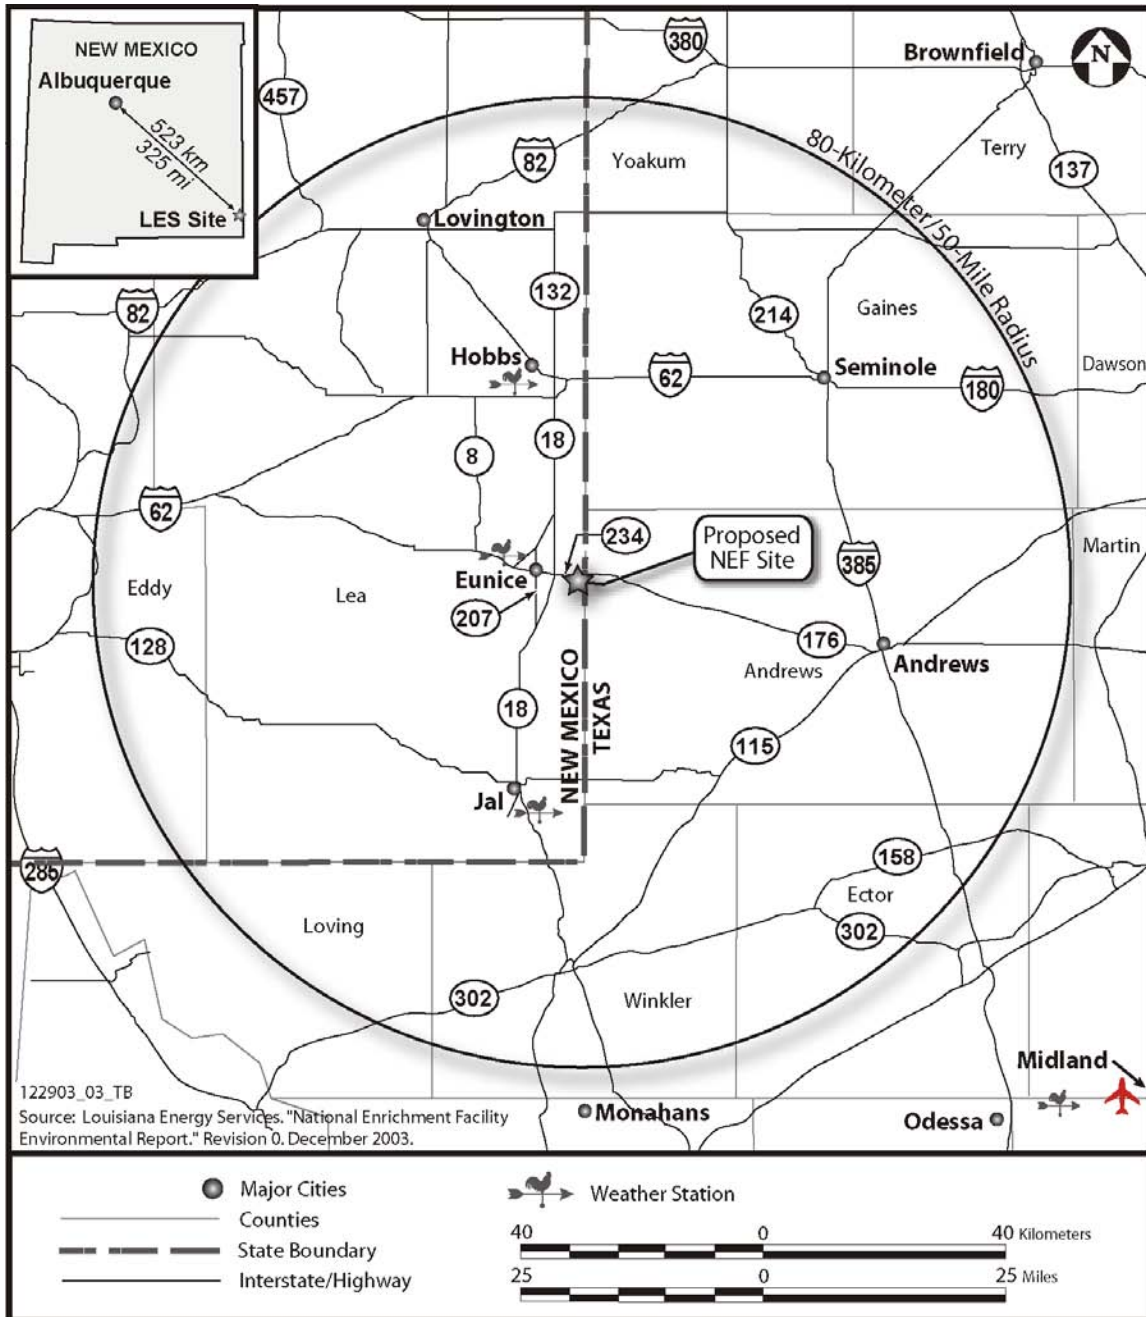 NEW MEXICO
Albuquerque
523 km
325 mi
LES Site
457
380
Brownfield
N
82
Yoakum
Terry
137
80-Kilometer/50-Mile Radius
Lovington
82
132
214
Gaines
Hobbs
62
Seminole
180
Dawson
18
8
62
234
Proposed
NEF Site
385
Martin
Eddy
Lea
Eunice
207
128
176
Andrews
Andrews
NEW MEXICO
TEXAS
18
115
Jal
285
158
Ector
Loving
302
302
Winkler
Midland
122903_03_TB
Source: Louisiana Energy Services. "National Enrichment Facility
Environmental Report." Revision 0. December 2003.
Monahans
Odessa
Major Cities
Counties
State Boundary
Interstate/Highway
Weather Station
40 0 40 Kilometers
25 0 25 Miles